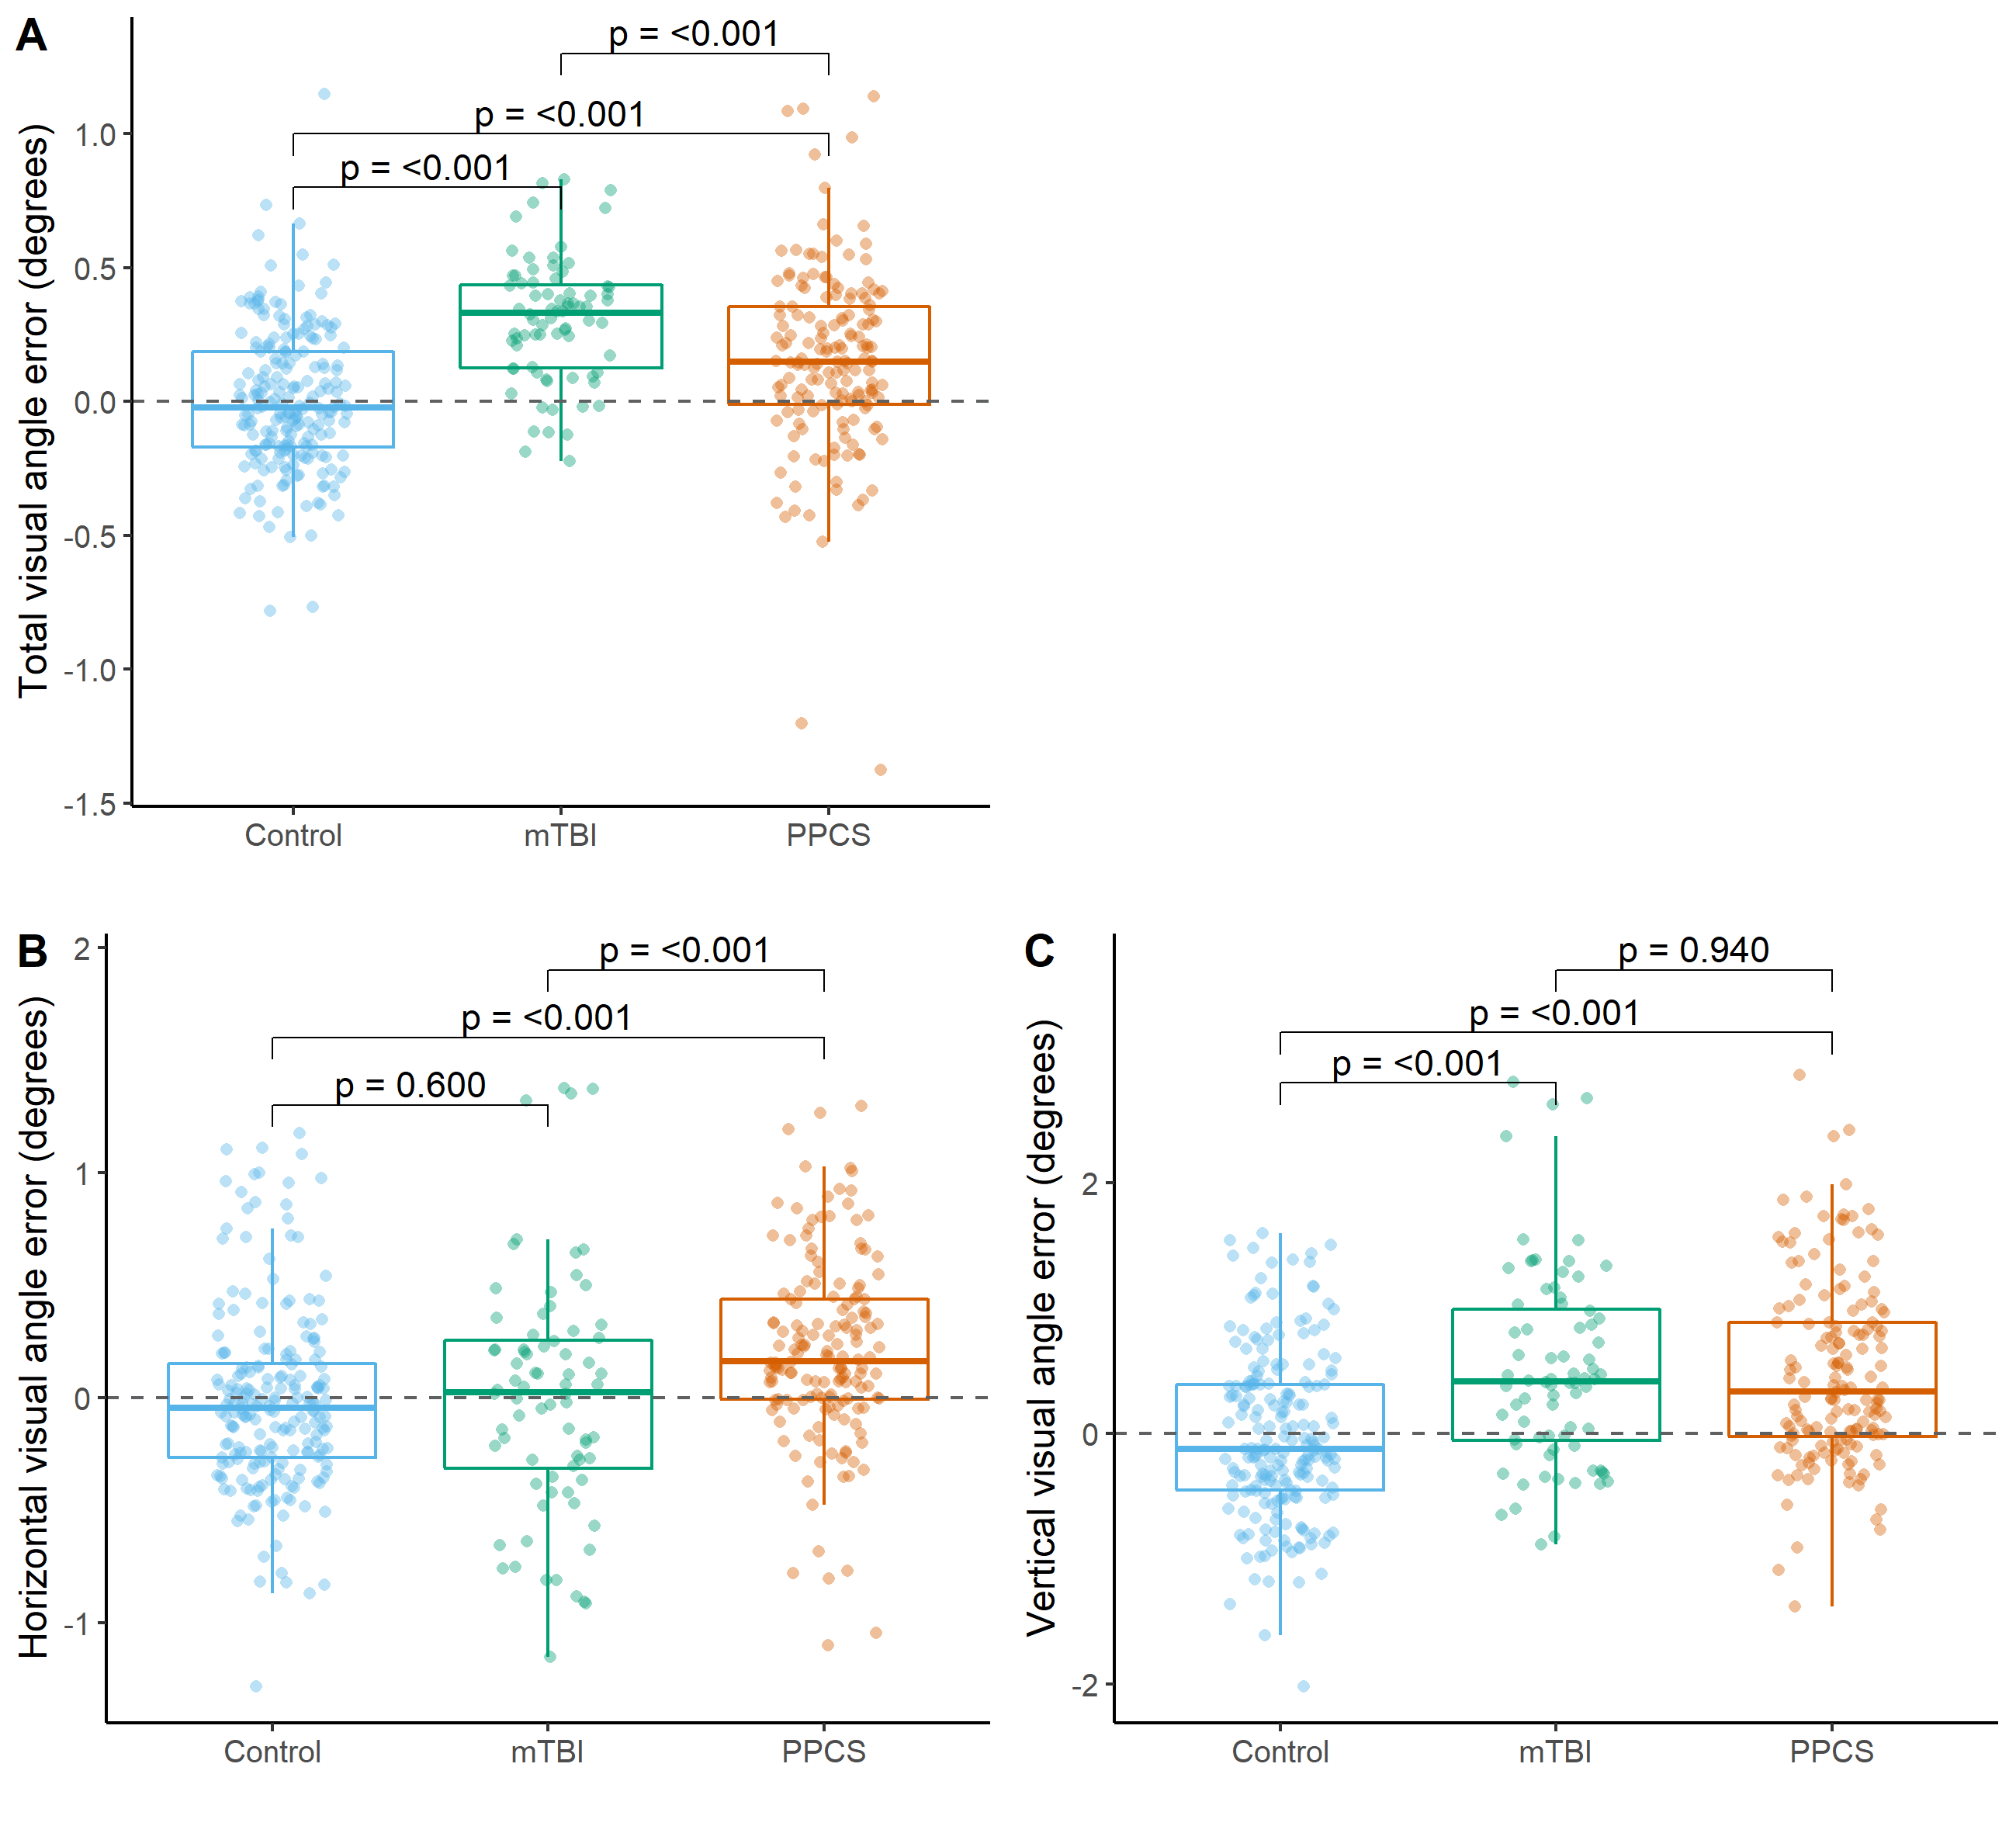 A
p = <0.001
p = <0.001
p = <0.001
Total visual angle error (degrees)
1.0
0.5
0.0
-0.5
-1.0
-1.5
Control mTBI PPCS
B
p = <0.001
p = <0.001
p = 0.600
Horizontal visual angle error (degrees)
2
1
0
-1
Control mTBI PPCS
C
p = 0.940
p = <0.001
p = <0.001
Vertical visual angle error (degrees)
2
0
-2
Control mTBI PPCS